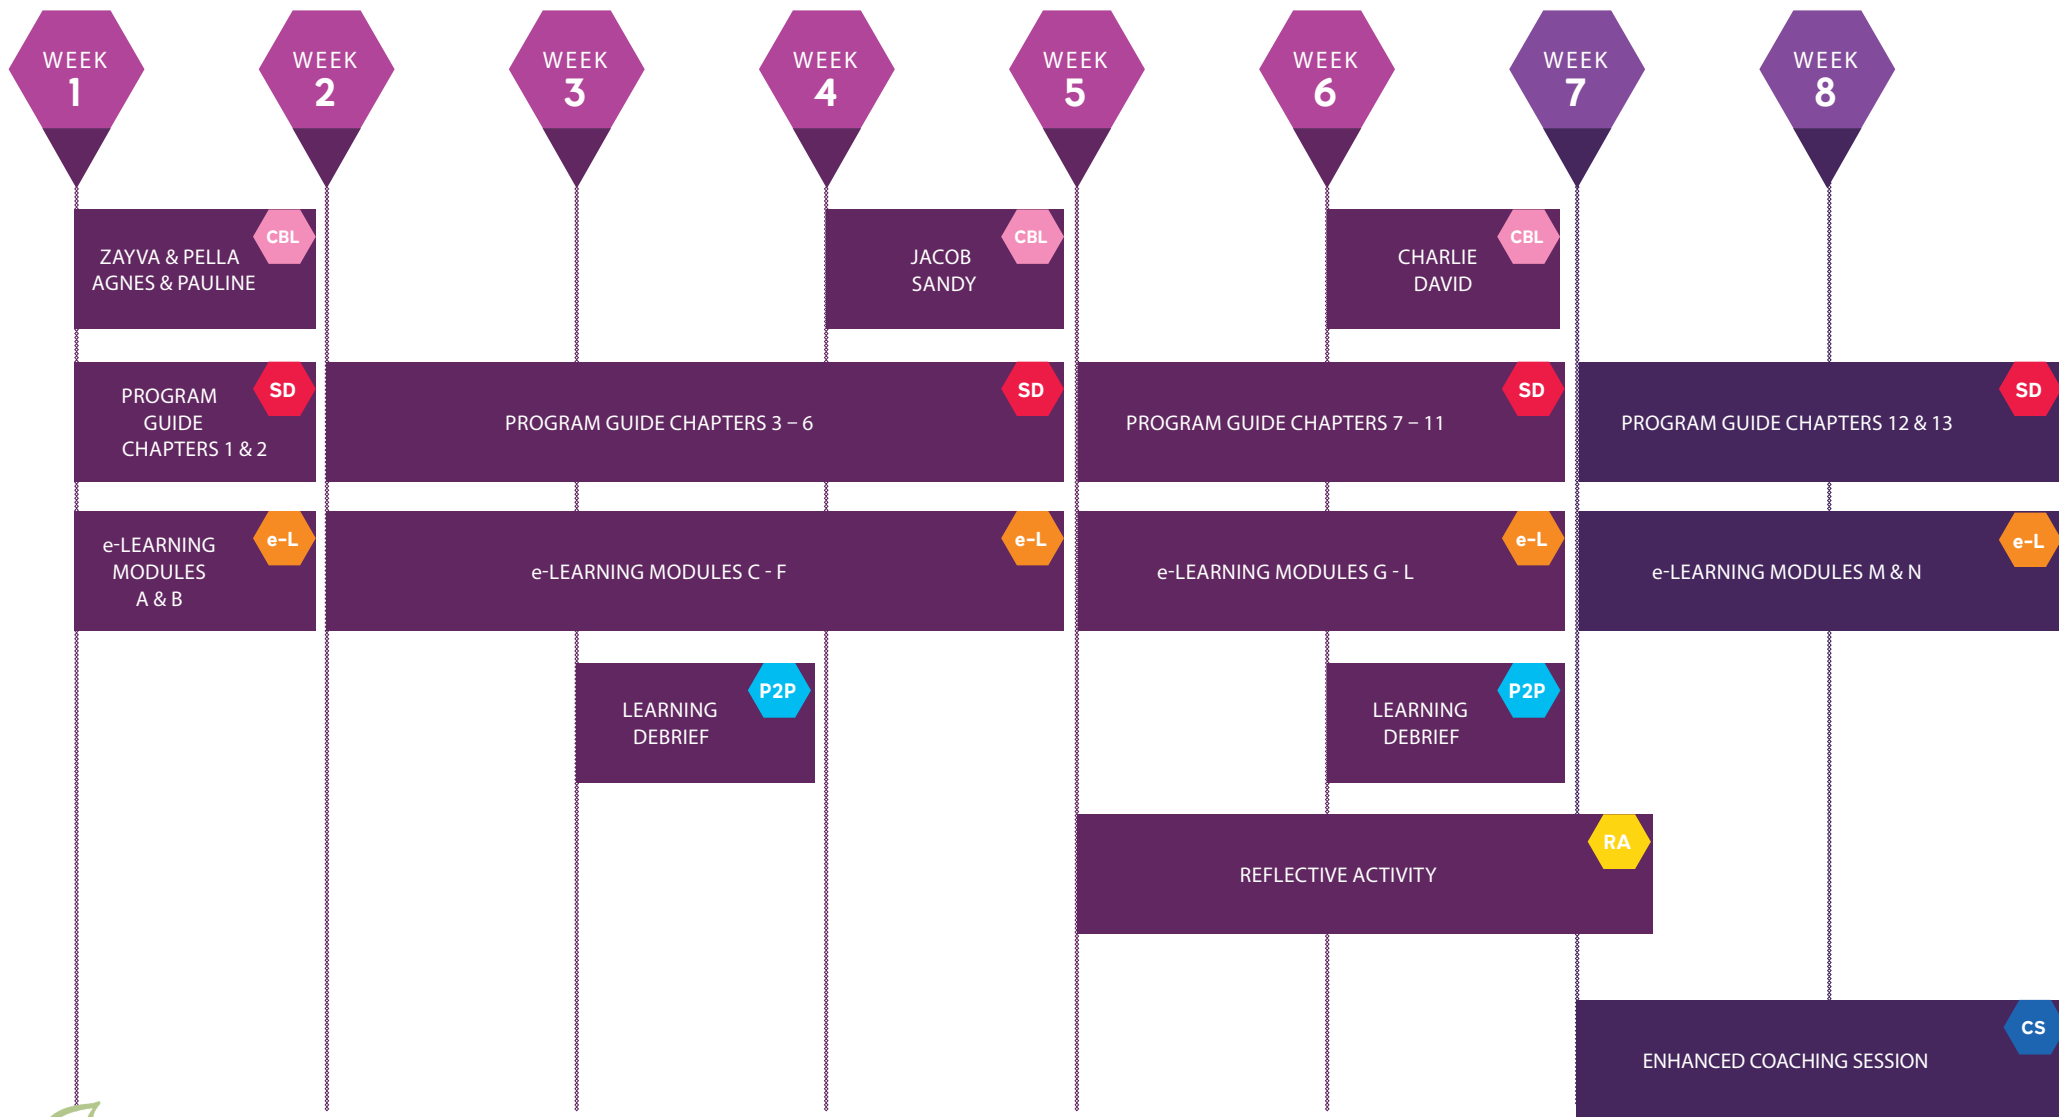 WEEK
1
WEEK
2
WEEK
3
WEEK
4
WEEK
5
WEEK
6
WEEK
7
WEEK
8
ZAYVA & PELLA
AGNES & PAULINE
CBL
JACOB
SANDY
CBL
CHARLIE
DAVID
CBL
PROGRAM
GUIDE
CHAPTERS 1 & 2
SD
PROGRAM GUIDE CHAPTERS 3 – 6
SD
PROGRAM GUIDE CHAPTERS 7 – 11
SD
PROGRAM GUIDE CHAPTERS 12 & 13
SD
e-LEARNING
MODULES
A & B
e-L
e-LEARNING MODULES C - F
e-L
e-LEARNING MODULES G - L
e-L
e-LEARNING MODULES M & N
e-L
LEARNING
DEBRIEF
P2P
LEARNING
DEBRIEF
P2P
REFLECTIVE ACTIVITY
RA
ENHANCED COACHING SESSION
CS